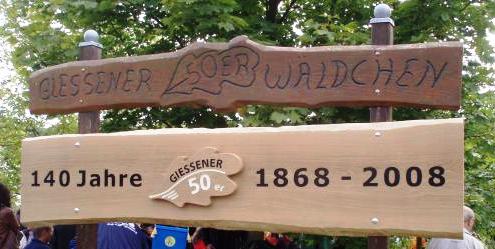 GIESSENER 50ER WÄLDCHEN
140 Jahre GIESSENER 50er 1868 - 2008